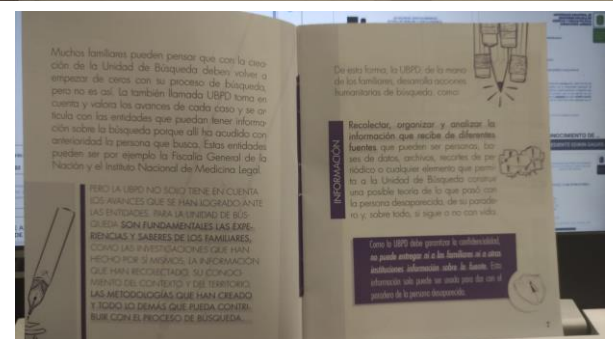 Muchos familiares pueden pensar que con la crea-
ción de la Unidad de Búsqueda deben volver a
empezar de ceros con su proceso de búsqueda,
pero no es así. La también llamada UBPD toma en
cuenta y valora los avances de cada caso y se ar-
ticula con las entidades que puedan tener informa-
ción sobre la búsqueda porque allí ha acudido con
anterioridad la persona que busca. Estas entidades
pueden ser por ejemplo la Fiscalía General de la
Nación y el Instituto Nacional de Medicina Legal.
PERO LA UBPD NO SOLO TIENE EN CUENTA
LOS AVANCES QUE SE HAN LOGRADO ANTE
LAS ENTIDADES. PARA LA UNIDAD DE BÚS-
QUEDA SON FUNDAMENTALES LAS EXPE-
RIENCIAS Y SABERES DE LOS FAMILIARES,
COMO LAS INVESTIGACIONES QUE HAN
HECHO POR SÍ MISMOS, LA INFORMACIÓN
QUE HAN RECOLECTADO, SU CONOCI-
MIENTO DEL CONTEXTO Y DEL TERRITORIO,
LAS METODOLOGÍAS QUE HAN CREADO
Y TODO LO DEMÁS QUE PUEDA CONTRI-
BUIR CON EL PROCESO DE BÚSQUEDA.
De esta forma, la UBPD, de la mano
de los familiares, desarrolla acciones
humanitarias de búsqueda, como:
INFORMACIÓN
Recolectar, organizar y analizar la
información que recibe de diferentes
fuentes que pueden ser personas, ba-
ses de datos, archivos, recortes de pe-
riódico o cualquier elemento que permi-
ta a la Unidad de Búsqueda construir
una posible teoría de lo que pasó con
la persona desaparecida, de su parade-
ro y, sobre todo, si sigue o no con vida.
Como la UBPD debe garantizar la confidencialidad,
no puede entregar ni a los familiares ni a otras
instituciones información sobre la fuente. Esta
información solo puede ser usada para dar con el
paradero de la persona desaparecida.
7